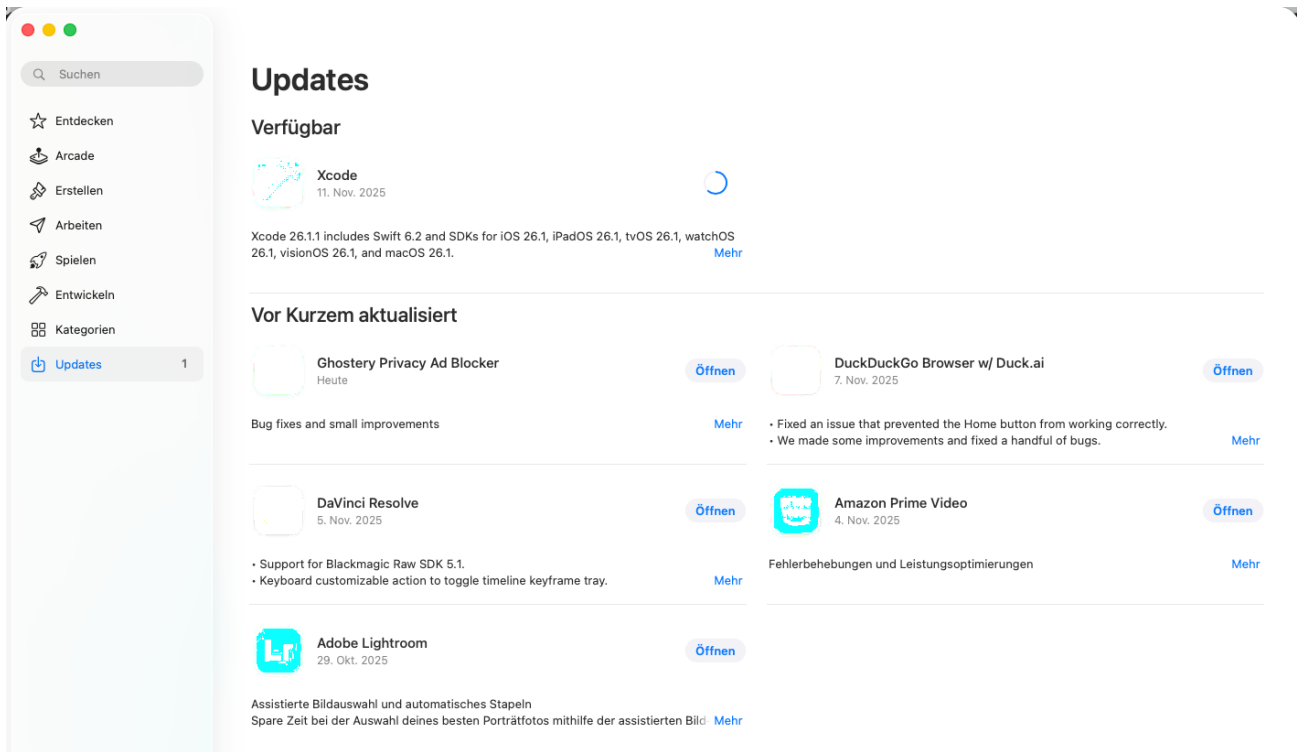 Suchen
Entdecken
Arcade
Erstellen
Arbeiten
Spielen
Entwickeln
Kategorien
Updates 1
Updates
Verfügbar
Xcode
11. Nov. 2025
Xcode 26.1.1 includes Swift 6.2 and SDKs for iOS 26.1, iPadOS 26.1, tvOS 26.1, watchOS
26.1, visionOS 26.1, and macOS 26.1. Mehr
Vor Kurzem aktualisiert
Ghostery Privacy Ad Blocker
Heute
Öffnen
Bug fixes and small improvements Mehr
DuckDuckGo Browser w/ Duck.ai
7. Nov. 2025
Öffnen
• Fixed an issue that prevented the Home button from working correctly.
• We made some improvements and fixed a handful of bugs. Mehr
DaVinci Resolve
5. Nov. 2025
Öffnen
• Support for Blackmagic Raw SDK 5.1.
• Keyboard customizable action to toggle timeline keyframe tray. Mehr
Amazon Prime Video
4. Nov. 2025
Öffnen
Fehlerbehebungen und Leistungsoptimierungen Mehr
Lr
Adobe Lightroom
29. Okt. 2025
Öffnen
Assistierte Bildauswahl und automatisches Stapeln
Spare Zeit bei der Auswahl deines besten Porträtfotos mithilfe der assistierten Bild Mehr